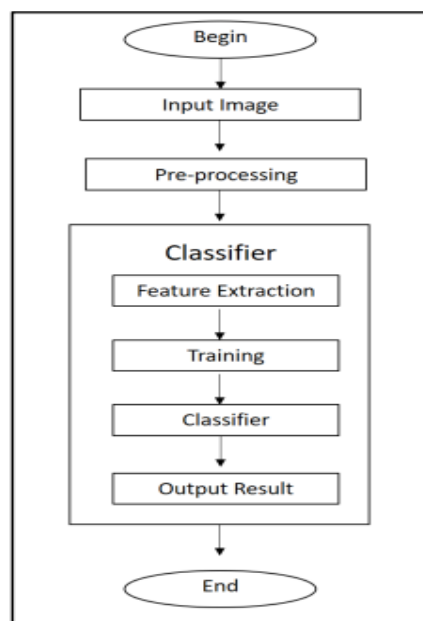 Begin
Input Image
Pre-processing
Classifier
Feature Extraction
Training
Classifier
Output Result
End